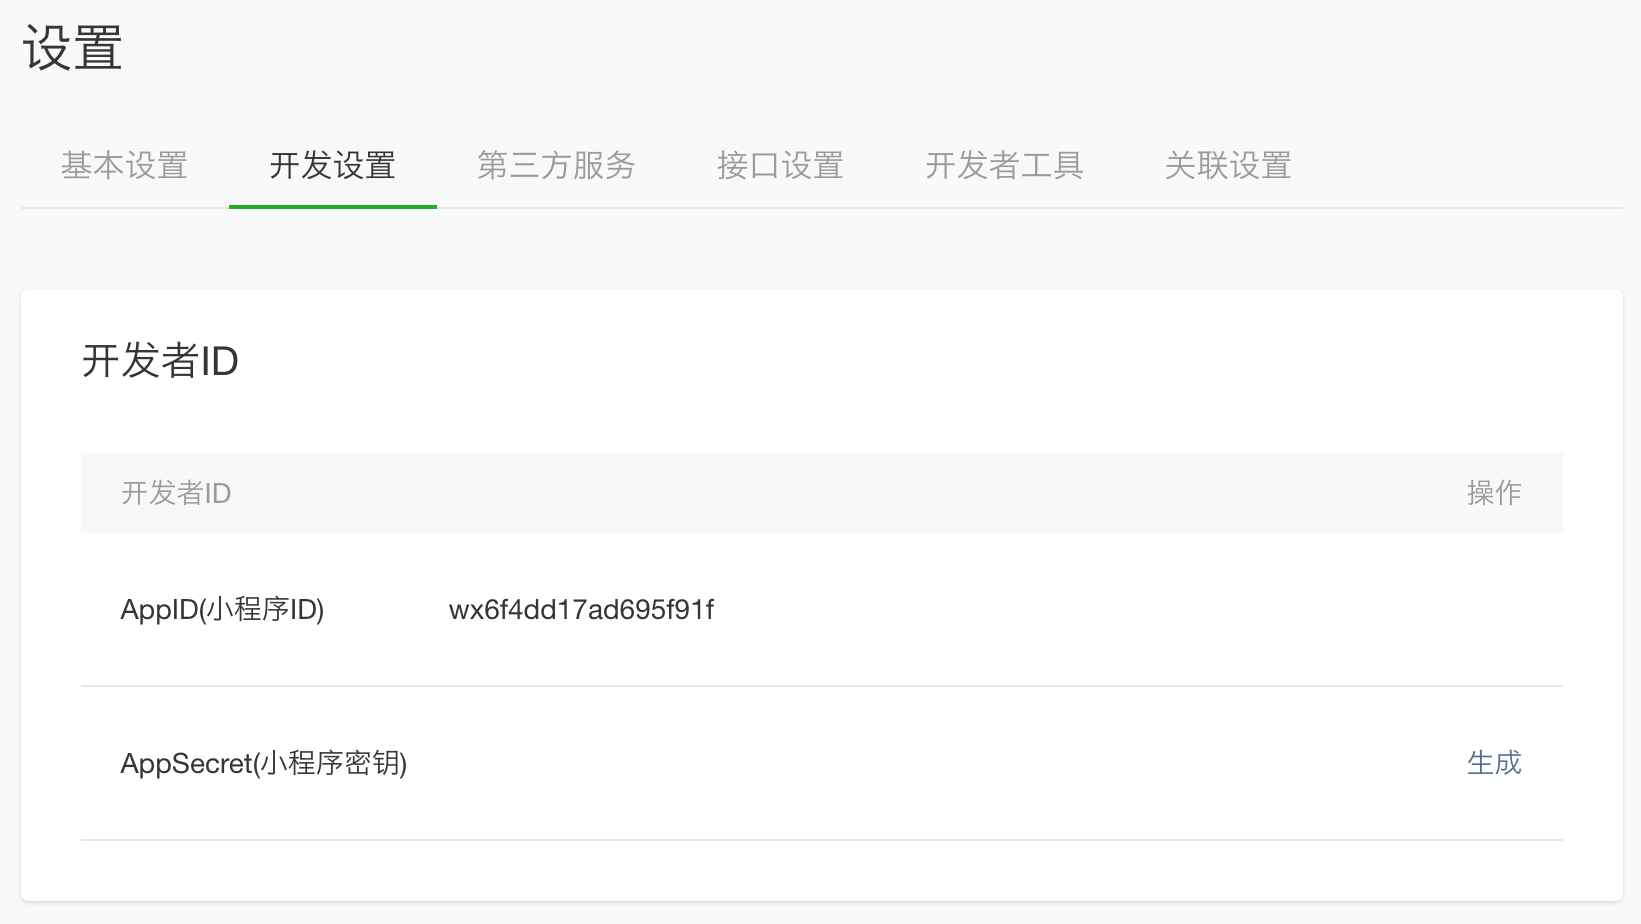 设置
基本设置 开发设置 第三方服务 接口设置 开发者工具 关联设置
开发者ID
开发者ID 操作
AppID(小程序ID) wx6f4dd17ad695f91f
AppSecret(小程序密钥) 生成